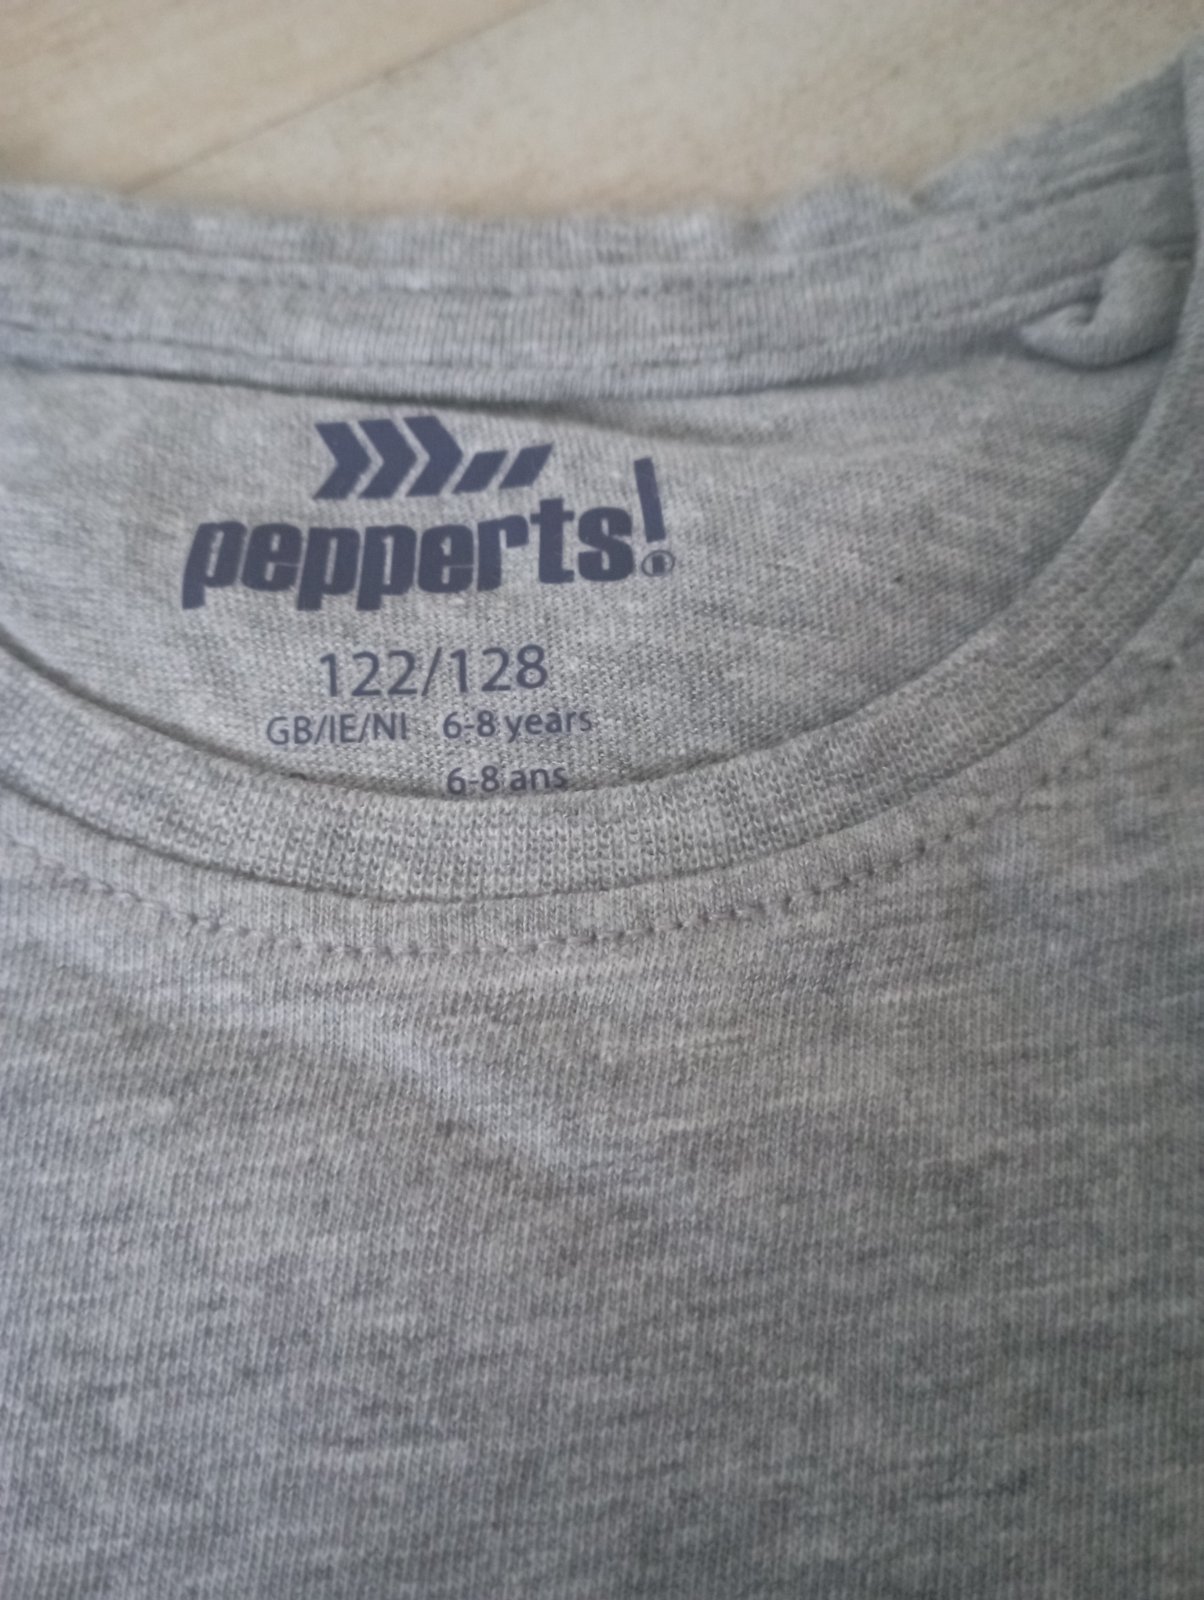 pepperts!®
122/128
GB/IE/NI 6-8 years
6-8 ans